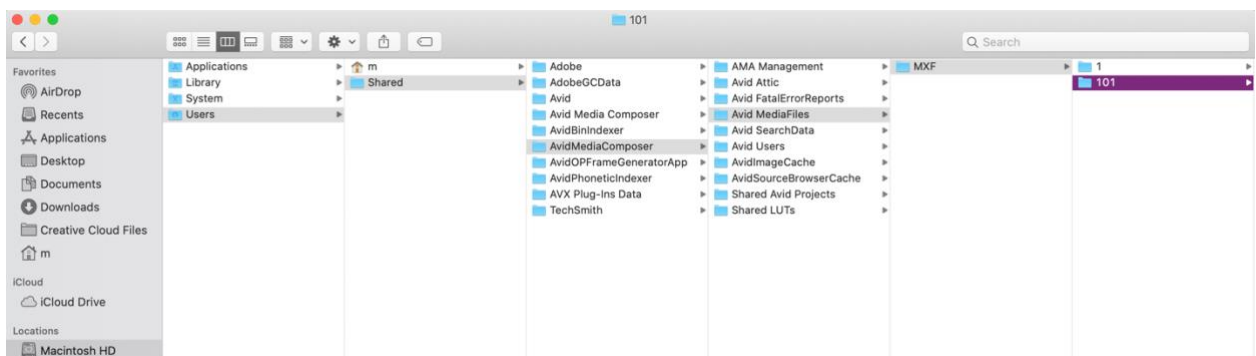 101
Search
Favorites
AirDrop
Recents
Applications
Desktop
Documents
Downloads
Creative Cloud Files
m
iCloud
iCloud Drive
Locations
Macintosh HD
Applications
Library
System
Users
m
Shared
Adobe
AdobeGCData
Avid
Avid Media Composer
AvidBinIndexer
AvidMediaComposer
AvidOPFrameGeneratorApp
AvidPhoneticIndexer
AVX Plug-Ins Data
TechSmith
AMA Management
Avid Attic
Avid FatalErrorReports
Avid MediaFiles
Avid SearchData
Avid Users
AvidImageCache
AvidSourceBrowserCache
Shared Avid Projects
Shared LUTs
MXF
1
101